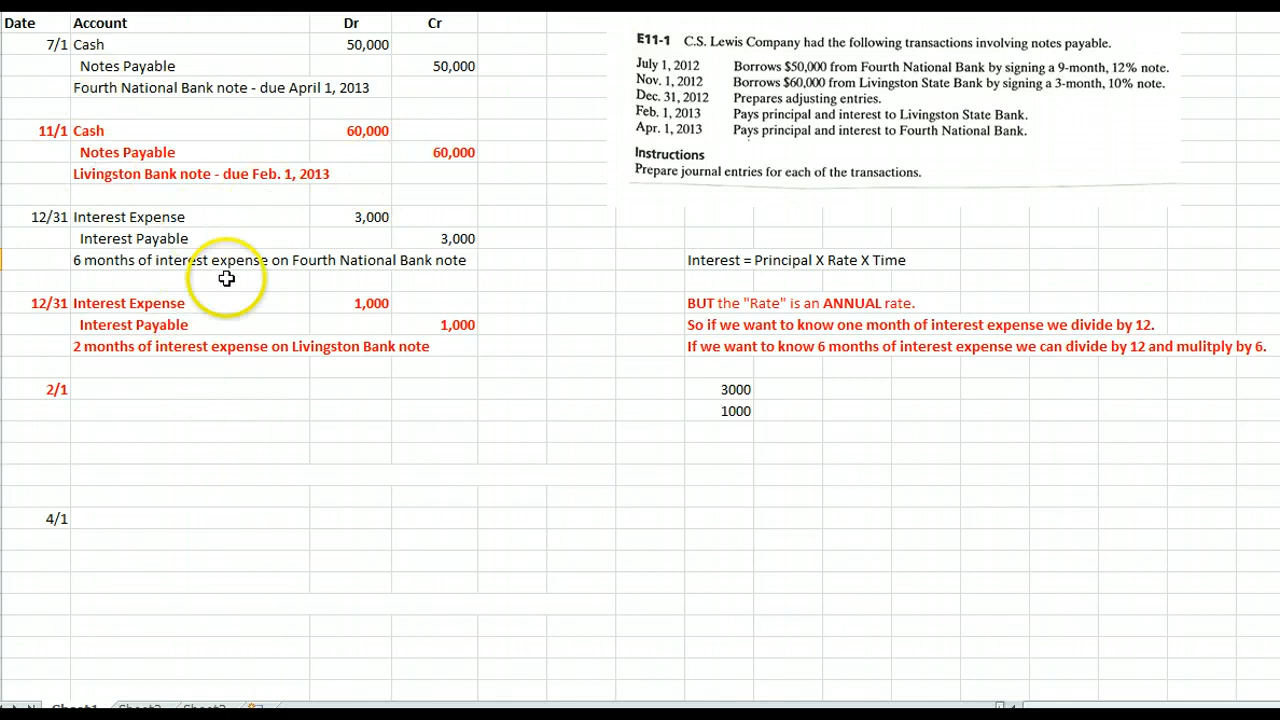 Date Account Dr Cr
7/1 Cash 50,000
Notes Payable 50,000
Fourth National Bank note - due April 1, 2013
11/1 Cash 60,000
Notes Payable 60,000
Livingston Bank note - due Feb. 1, 2013
12/31 Interest Expense 3,000
Interest Payable 3,000
6 months of interest expense on Fourth National Bank note
12/31 Interest Expense 1,000
Interest Payable 1,000
2 months of interest expense on Livingston Bank note
2/1
4/1
E11-1 C.S. Lewis Company had the following transactions involving notes payable.
July 1, 2012 Borrows $50,000 from Fourth National Bank by signing a 9-month, 12% note.
Nov. 1, 2012 Borrows $60,000 from Livingston State Bank by signing a 3-month, 10% note.
Dec. 31, 2012 Prepares adjusting entries.
Feb. 1, 2013 Pays principal and interest to Livingston State Bank.
Apr. 1, 2013 Pays principal and interest to Fourth National Bank.
Instructions
Prepare journal entries for each of the transactions.
Interest = Principal X Rate X Time
BUT the "Rate" is an ANNUAL rate.
So if we want to know one month of interest expense we divide by 12.
If we want to know 6 months of interest expense we can divide by 12 and mulitply by 6.
3000
1000
Sheet1 Sheet2 Sheet3